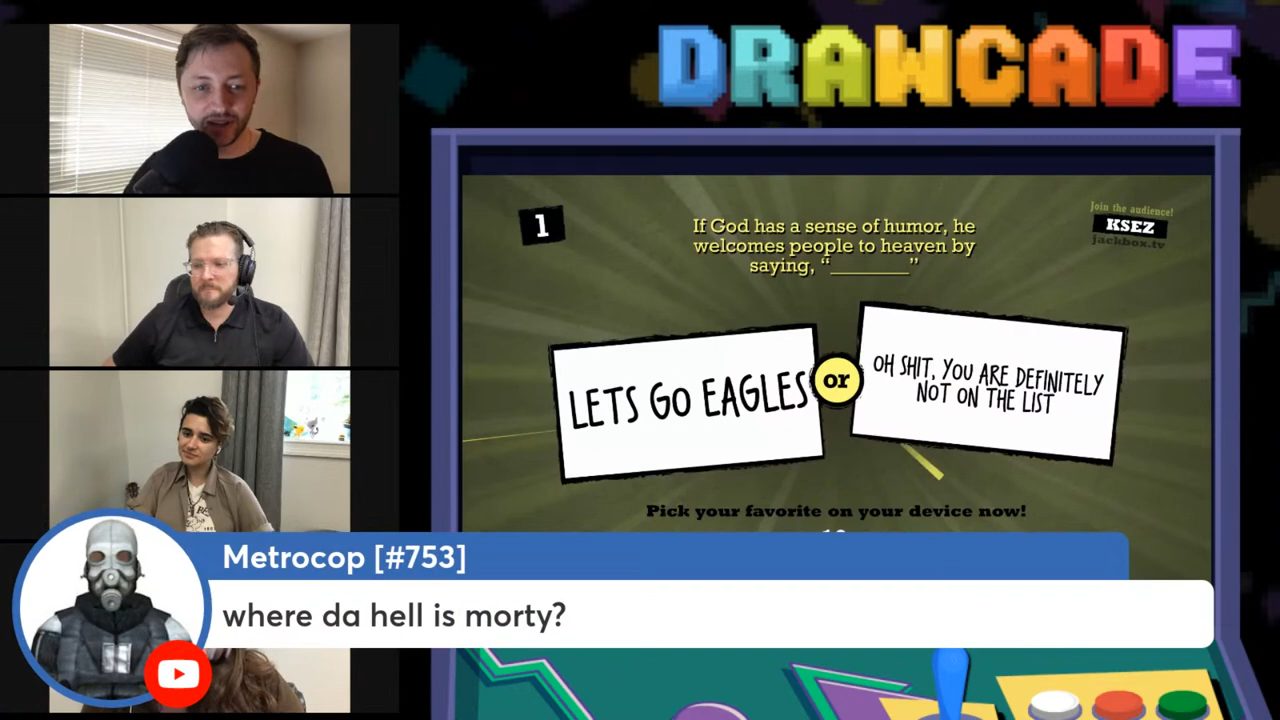 DRAWCADE
1
If God has a sense of humor, he
welcomes people to heaven by
saying, “________”
Join the audience!
KSEZ
jackbox.tv
LETS GO EAGLES
or
OH SHIT, YOU ARE DEFINITELY
NOT ON THE LIST
Pick your favorite on your device now!
Metrocop [#753]
where da hell is morty?